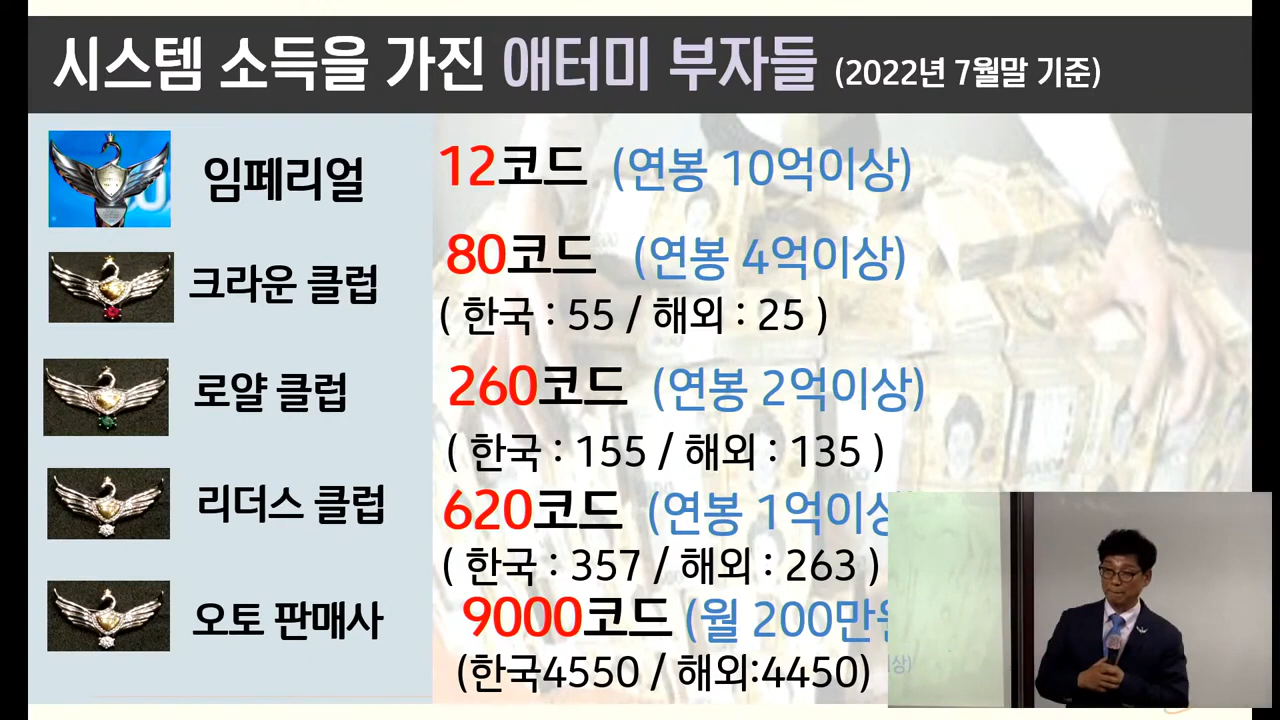 시스템 소득을 가진 애터미 부자들 (2022년 7월말 기준)
임페리얼 12코드 (연봉 10억이상)
크라운 클럽 80코드 (연봉 4억이상)
( 한국 : 55 / 해외 : 25 )
로얄 클럽 260코드 (연봉 2억이상)
( 한국 : 155 / 해외 : 135 )
리더스 클럽 620코드 (연봉 1억이상
( 한국 : 357 / 해외 : 263 )
오토 판매사 9000코드 (월 200만원
(한국4550 / 해외:4450) 상)